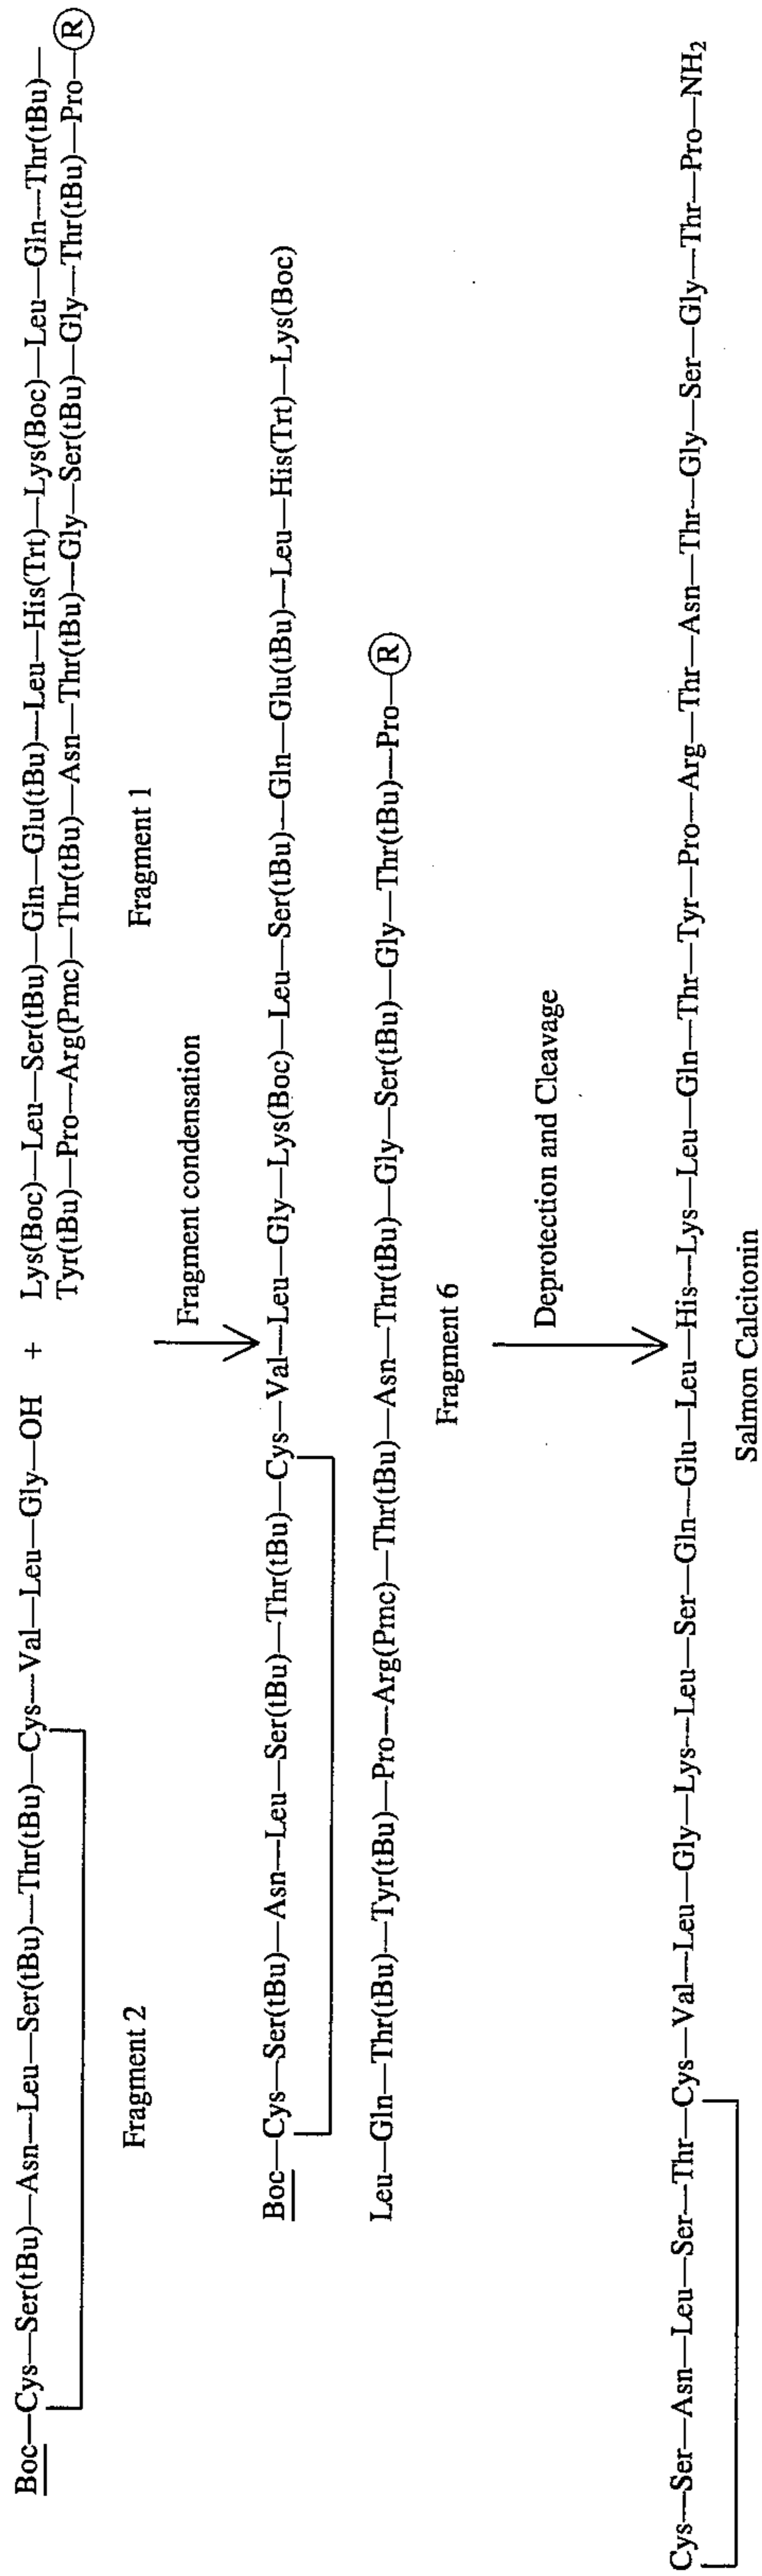 Boc—Cys—Ser(tBu)—Asn—Leu—Ser(tBu)—Thr(tBu)—Cys—Val—Leu—Gly—OH + Lys(Boc)—Leu—Ser(tBu)—Gln—Glu(tBu)—Leu—His(Trt)—Lys(Boc)—Leu—Gln—Thr(tBu)—
Tyr(tBu)—Pro—Arg(Pmc)—Thr(tBu)—Asn—Thr(tBu)—Gly—Ser(tBu)—Gly—Thr(tBu)—Pro—R
Fragment 2
Fragment 1
Fragment condensation
Boc—Cys—Ser(tBu)—Asn—Leu—Ser(tBu)—Thr(tBu)—Cys—Val—Leu—Gly—Lys(Boc)—Leu—Ser(tBu)—Gln—Glu(tBu)—Leu—His(Trt)—Lys(Boc)
Leu—Gln—Thr(tBu)—Tyr(tBu)—Pro—Arg(Pmc)—Thr(tBu)—Asn—Thr(tBu)—Gly—Ser(tBu)—Gly—Thr(tBu)—Pro—R
Fragment 6
Deprotection and Cleavage
Cys—Ser—Asn—Leu—Ser—Thr—Cys—Val—Leu—Gly—Lys—Leu—Ser—Gln—Glu—Leu—His—Lys—Leu—Gln—Thr—Tyr—Pro—Arg—Thr—Asn—Thr—Gly—Ser—Gly—Thr—Pro—NH₂
Salmon Calcitonin